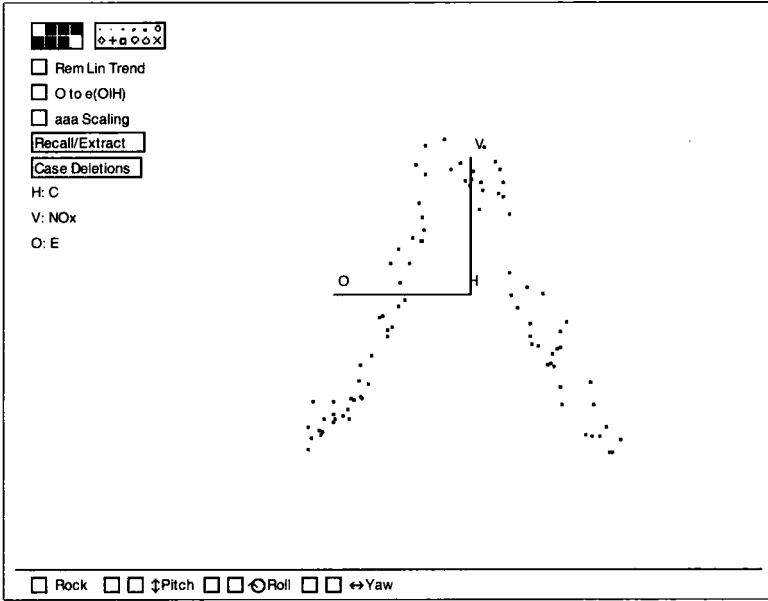 Rem Lin Trend
O to e(O|H)
aaa Scaling
Recall/Extract
Case Deletions
H: C
V: NOx
O: E
V
O
H
Rock Pitch Roll Yaw